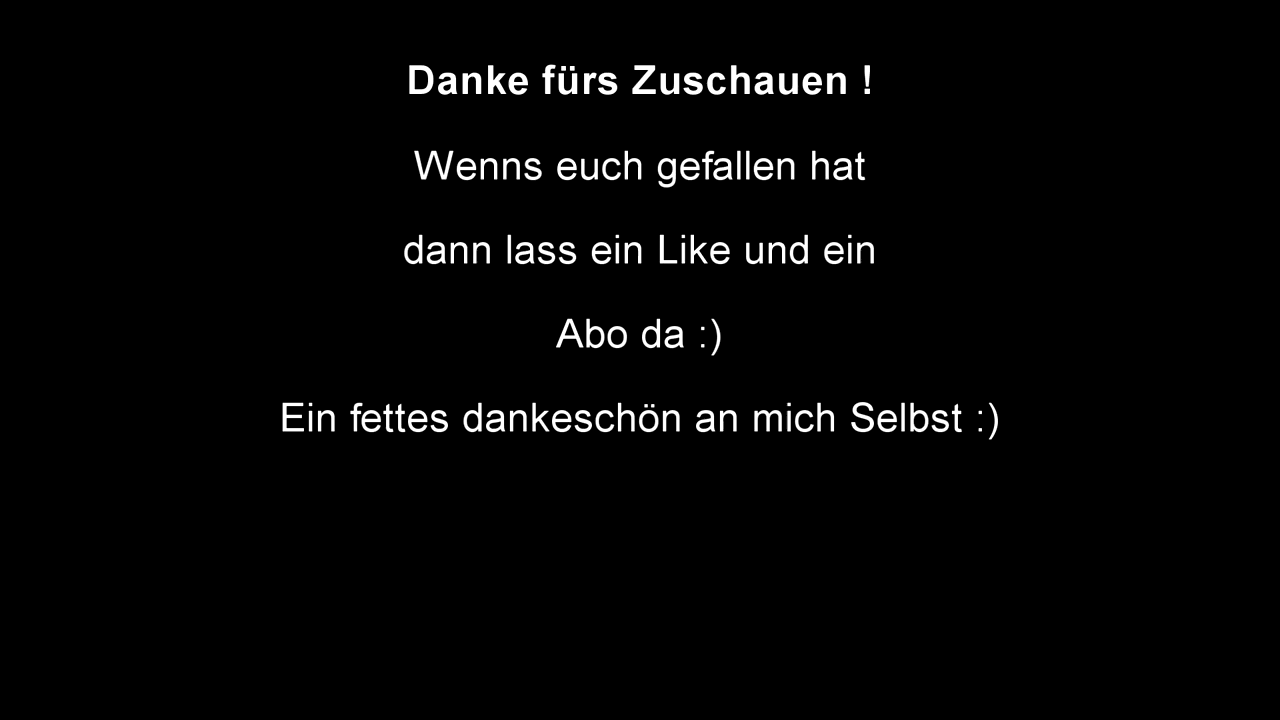 Danke fürs Zuschauen !
Wenns euch gefallen hat
dann lass ein Like und ein
Abo da :)
Ein fettes dankeschön an mich Selbst :)